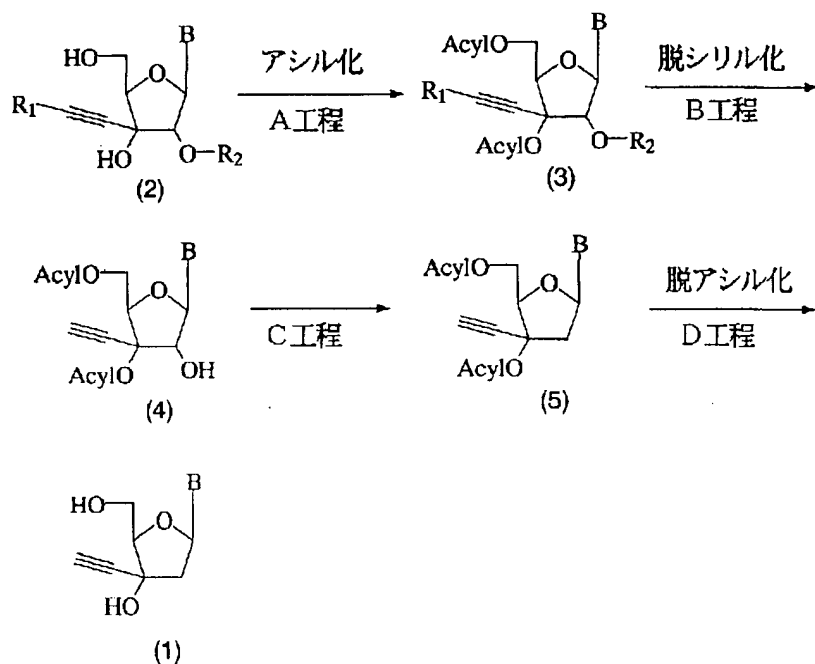 HO B O アシル化 AcylO B O 脱シリル化
R1 A工程 R1 B工程
HO O–R2 AcylO O–R2
(2) (3)
AcylO B O AcylO B O 脱アシル化
C工程 D工程
AcylO OH AcylO
(4) (5)
HO B O
HO
(1)